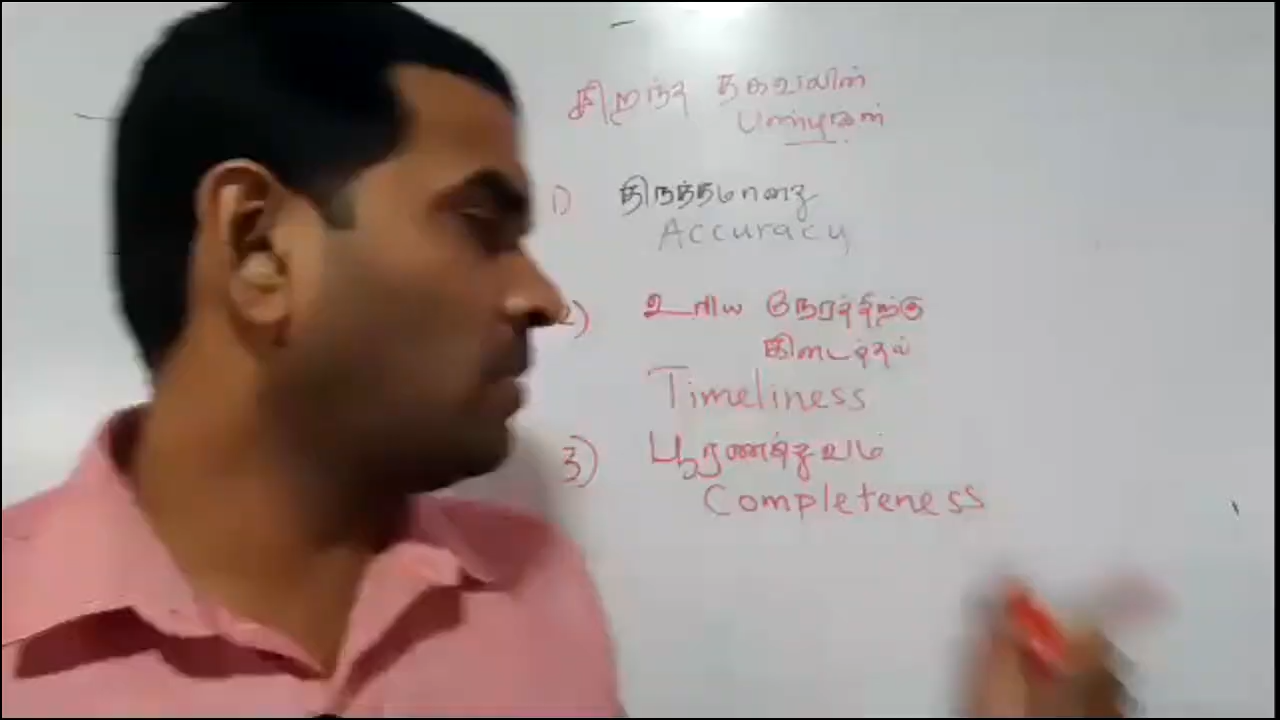 சிறந்த தகவலின்
பண்புகள்
1) திருத்தமானது
Accuracy
2) உரிய நேரத்திற்கு
கிடைத்தல்
Timeliness
3) பூரணத்துவம்
Completeness